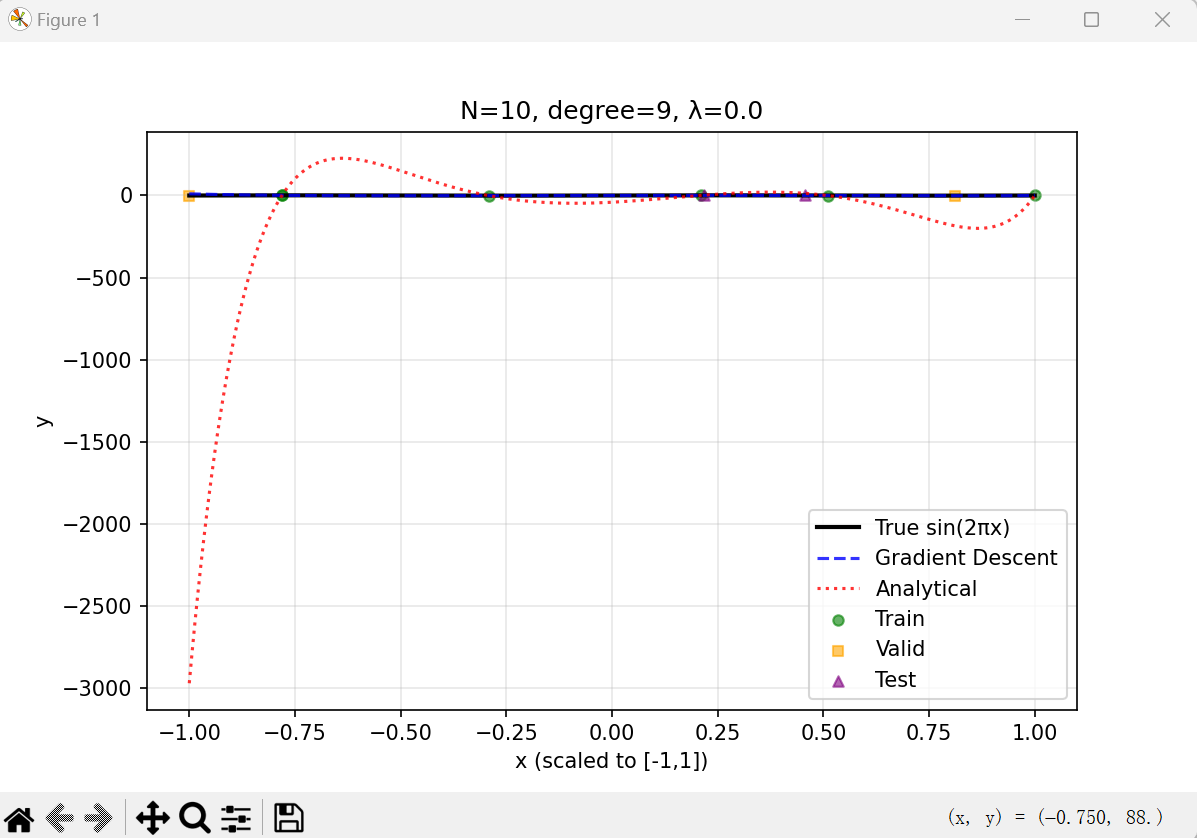 Figure 1
N=10, degree=9, λ=0.0
0
−500
−1000
−1500
−2000
−2500
−3000
y
−1.00 −0.75 −0.50 −0.25 0.00 0.25 0.50 0.75 1.00
x (scaled to [-1,1])
True sin(2πx)
Gradient Descent
Analytical
Train
Valid
Test
(x, y) = (−0.750, 88.)